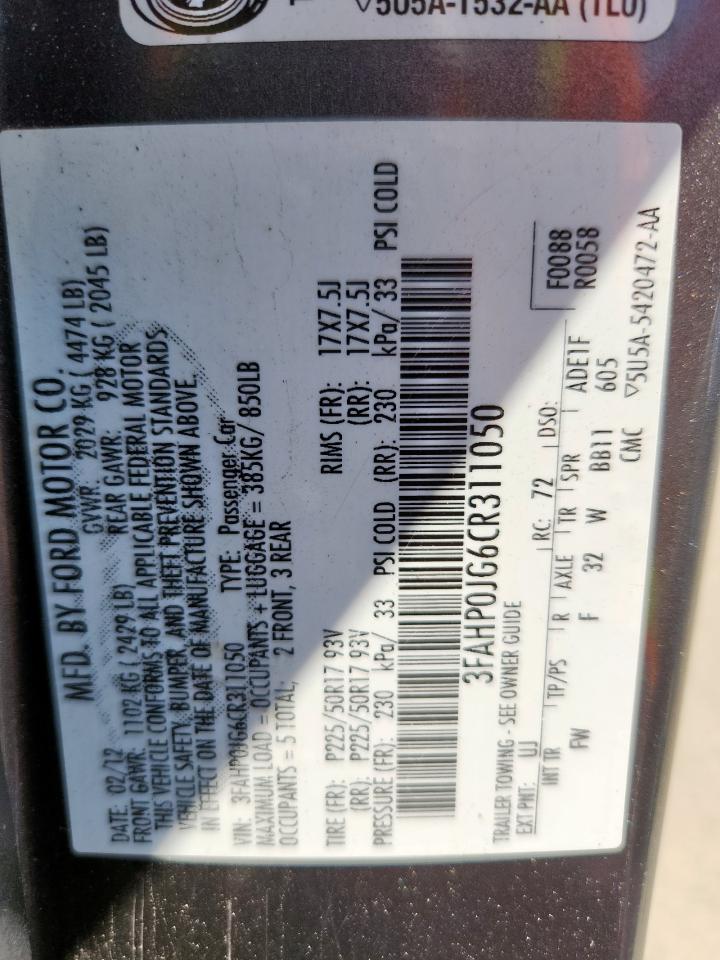 ▽5U5A-1532-AA (1L0)
MFD. BY FORD MOTOR CO.
DATE: 02/12 GVWR: 2029 KG ( 4474 LB)
FRONT GAWR: 1102 KG ( 2429 LB) REAR GAWR: 928 KG ( 2045 LB)
THIS VEHICLE CONFORMS TO ALL APPLICABLE FEDERAL MOTOR
VEHICLE SAFETY, BUMPER, AND THEFT PREVENTION STANDARDS
IN EFFECT ON THE DATE OF MANUFACTURE SHOWN ABOVE.
VIN: 3FAHP0JG6CR311050 TYPE: Passenger Car
MAXIMUM LOAD = OCCUPANTS + LUGGAGE = 385KG/ 850LB
OCCUPANTS = 5 TOTAL, 2 FRONT, 3 REAR
TIRE (FR): P225/50R17 93V RIMS (FR): 17X7.5J
(RR): P225/50R17 93V (RR): 17X7.5J
PRESSURE (FR): 230 kPa/ 33 PSI COLD (RR): 230 kPa/ 33 PSI COLD
3FAHP0JG6CR311050
F0088
R0058
TRAILER TOWING - SEE OWNER GUIDE
EXT PNT: UJ RC: 72 DSO:
INT TR TP/PS R AXLE TR SPR ADE1F
FW F 32 W BB11 605
CMC ▽5U5A-5420472-AA